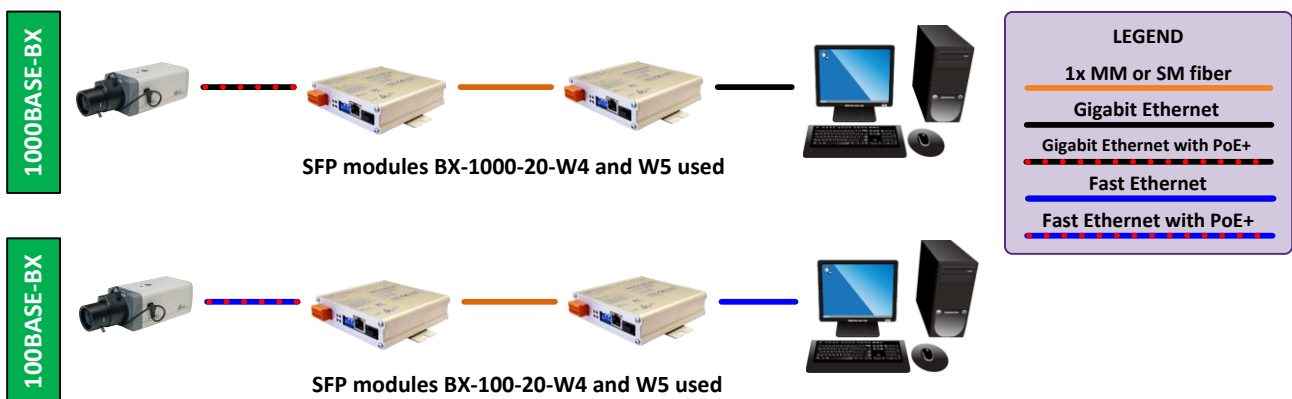 1000BASE-BX
SFP modules BX-1000-20-W4 and W5 used
LEGEND
1x MM or SM fiber
Gigabit Ethernet
Gigabit Ethernet with PoE+
Fast Ethernet
Fast Ethernet with PoE+
100BASE-BX
SFP modules BX-100-20-W4 and W5 used